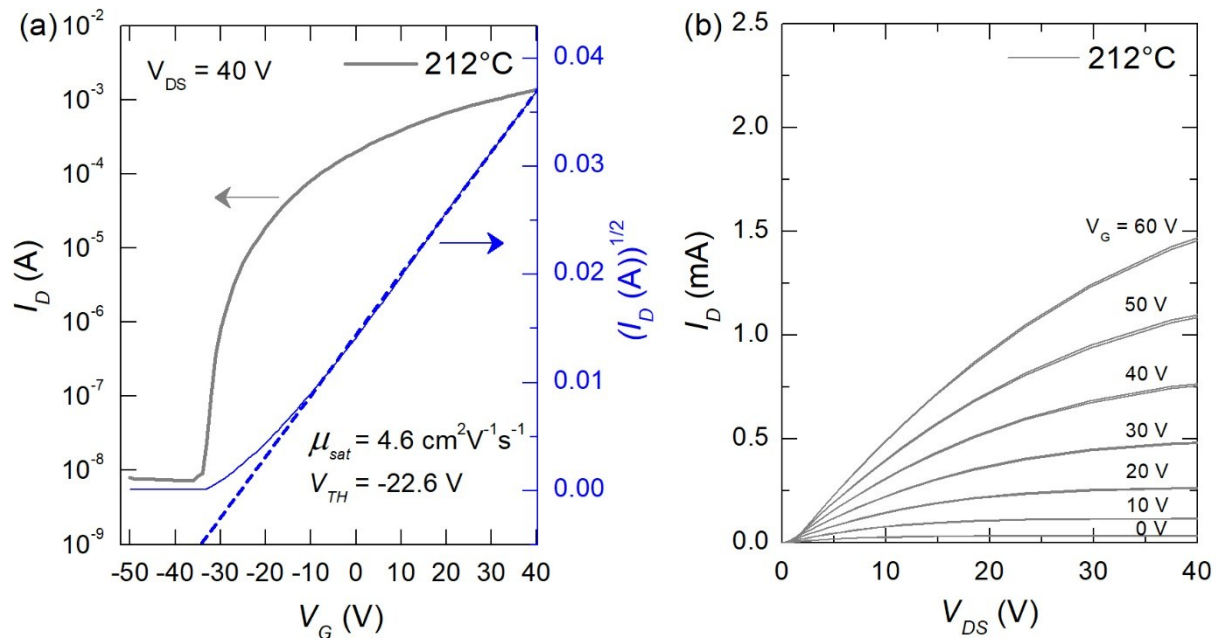 (a)
V_DS = 40 V
212°C
I_D (A)
10⁻²
10⁻³
10⁻⁴
10⁻⁵
10⁻⁶
10⁻⁷
10⁻⁸
10⁻⁹
-50 -40 -30 -20 -10 0 10 20 30 40
V_G (V)
μ_sat = 4.6 cm²V⁻¹s⁻¹
V_TH = -22.6 V
0.04
0.03
0.02
0.01
0.00
(I_D (A))^1/2
(b)
212°C
I_D (mA)
2.5
2.0
1.5
1.0
0.5
0.0
V_G = 60 V
50 V
40 V
30 V
20 V
10 V
0 V
0 10 20 30 40
V_DS (V)